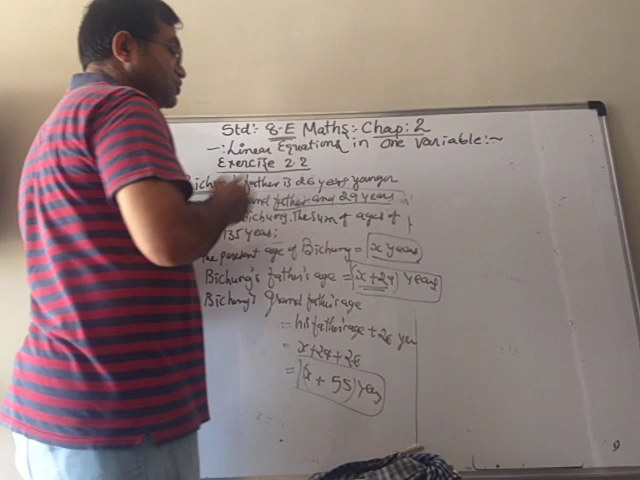 Std:- 8-E Maths:- Chap: 2
-: Linear Equations in One Variable:~
Exercise 2.2
father is 26 years younger
father and 29 years
Bichung. The sum of ages of
135 years.
The present age of Bichung = x years
Bichung's father's age = (x+29) years
Bichung's Grand father's age
= his father's age + 26
= x+29+26
= (x + 55) years